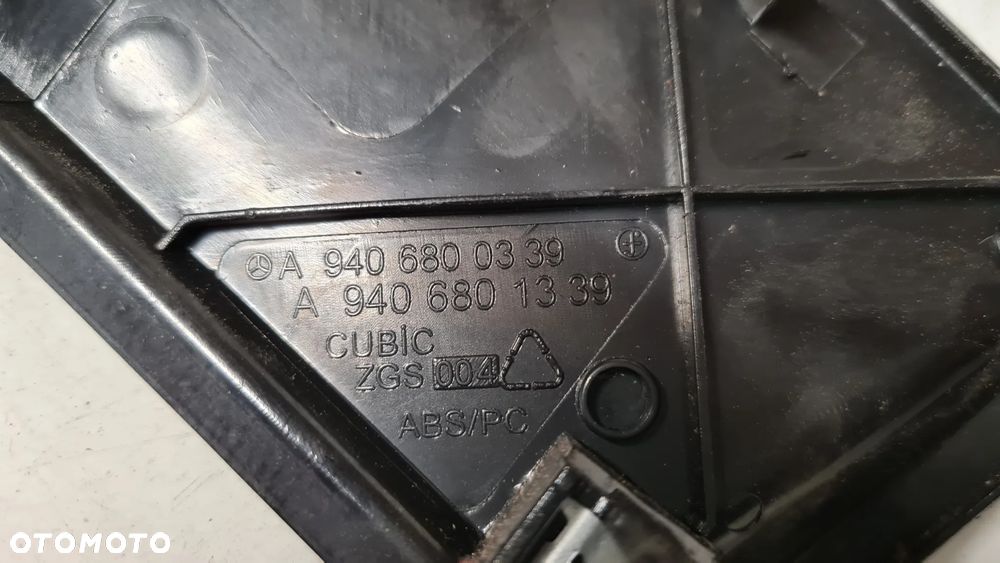 A 940 680 03 39
A 940 680 13 39
CUBIC
ZGS 004
ABS/PC
OTOMOTO